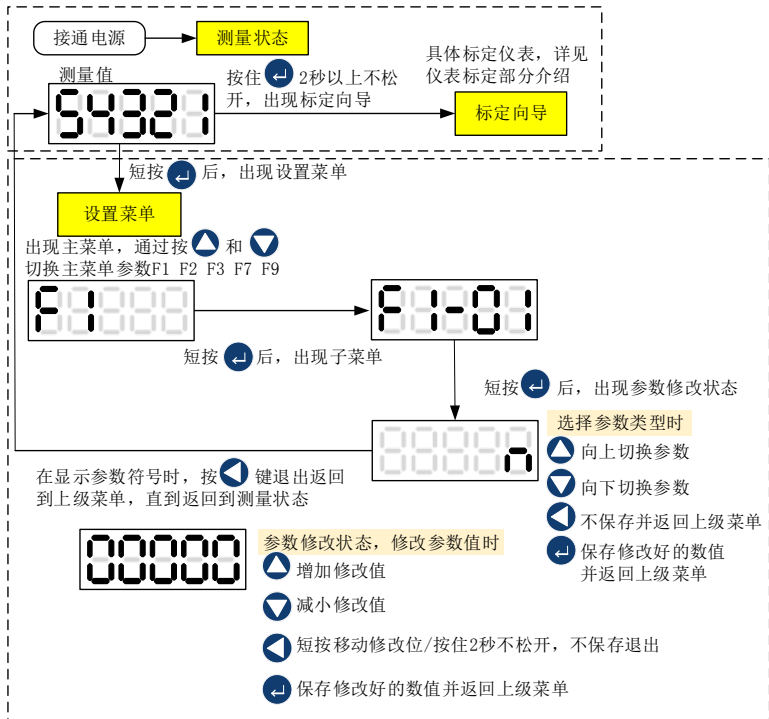 接通电源
测量状态
测量值
54321
按住 2秒以上不松
开，出现标定向导
具体标定仪表，详见
仪表标定部分介绍
标定向导
短按 后，出现设置菜单
设置菜单
出现主菜单，通过按 和
切换主菜单参数F1 F2 F3 F7 F9
F1
F1-01
短按 后，出现子菜单
短按 后，出现参数修改状态
n
选择参数类型时
向上切换参数
向下切换参数
不保存并返回上级菜单
保存修改好的数值
并返回上级菜单
在显示参数符号时，按 键退出返回
到上级菜单，直到返回到测量状态
00000
参数修改状态，修改参数值时
增加修改值
减小修改值
短按移动修改位/按住2秒不松开，不保存退出
保存修改好的数值并返回上级菜单